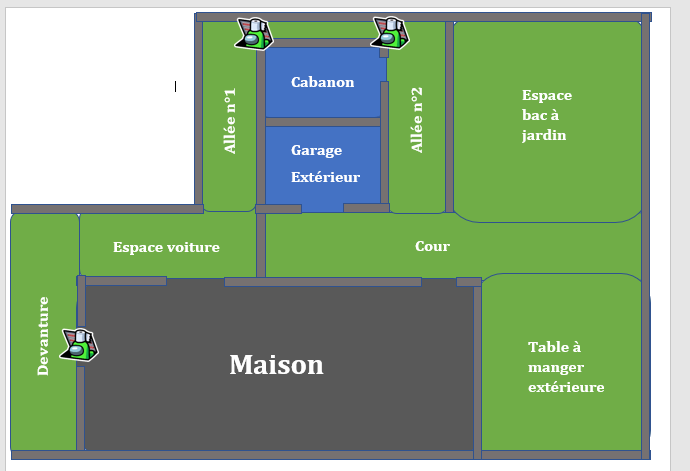 Allée n°1
Cabanon
Garage
Extérieur
Allée n°2
Espace
bac à
jardin
Espace voiture
Cour
Devanture
Maison
Table à
manger
extérieure